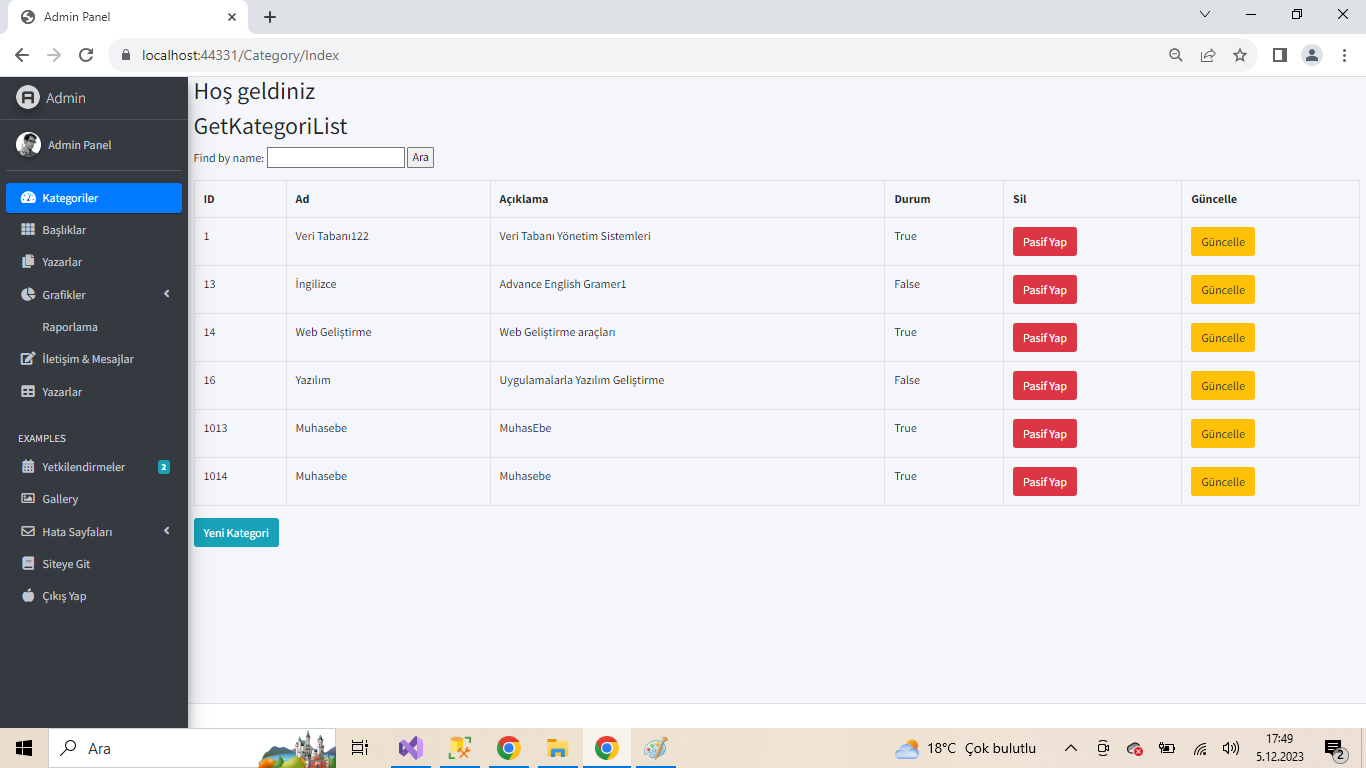 Admin Panel
localhost:44331/Category/Index
Admin
Admin Panel
Kategoriler
Başlıklar
Yazarlar
Grafikler
Raporlama
İletişim & Mesajlar
Yazarlar
EXAMPLES
Yetkilendirmeler 2
Gallery
Hata Sayfaları
Siteye Git
Çıkış Yap
Hoş geldiniz
GetKategoriList
Find by name: Ara
ID Ad Açıklama Durum Sil Güncelle
1 Veri Tabanı122 Veri Tabanı Yönetim Sistemleri True Pasif Yap Güncelle
13 İngilizce Advance English Gramer1 False Pasif Yap Güncelle
14 Web Geliştirme Web Geliştirme araçları True Pasif Yap Güncelle
16 Yazılım Uygulamalarla Yazılım Geliştirme False Pasif Yap Güncelle
1013 Muhasebe MuhasEbe True Pasif Yap Güncelle
1014 Muhasebe Muhasebe True Pasif Yap Güncelle
Yeni Kategori
Ara
18°C Çok bulutlu
17:49
5.12.2023
2